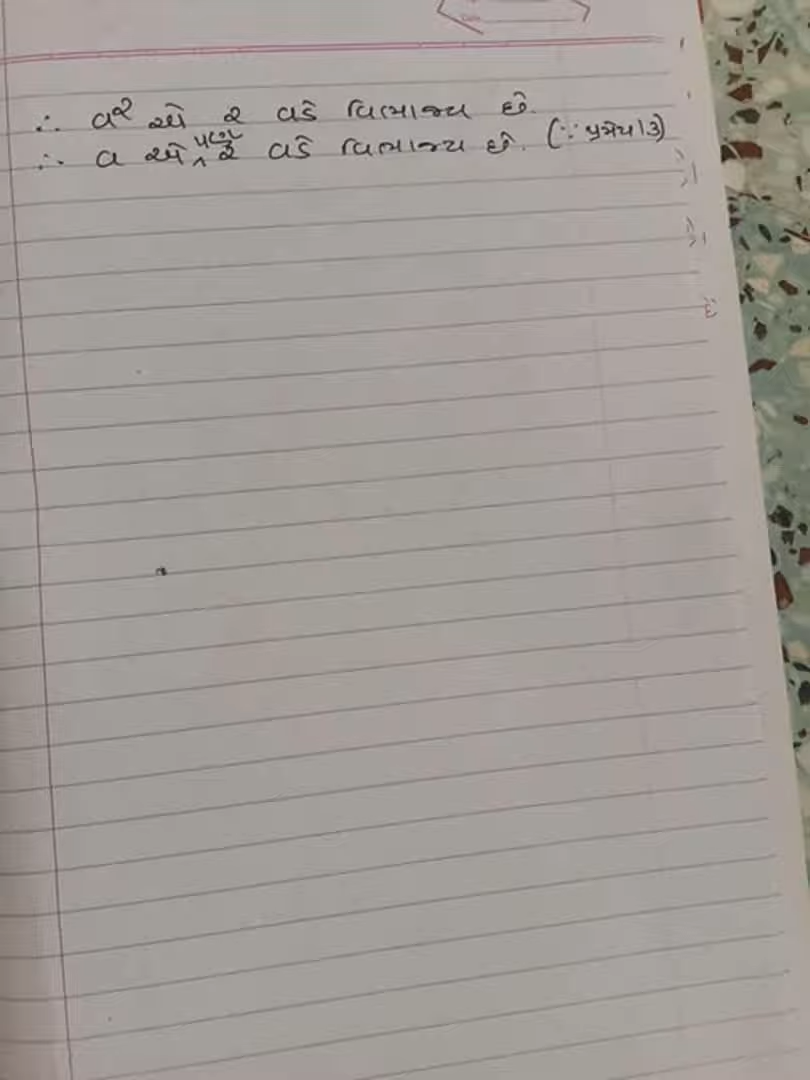 ∴ a² એ 2 વડે વિભાજ્ય છે.
∴ a એ પણ 2 વડે વિભાજ્ય છે. (∵ પ્રમેય 1.3)